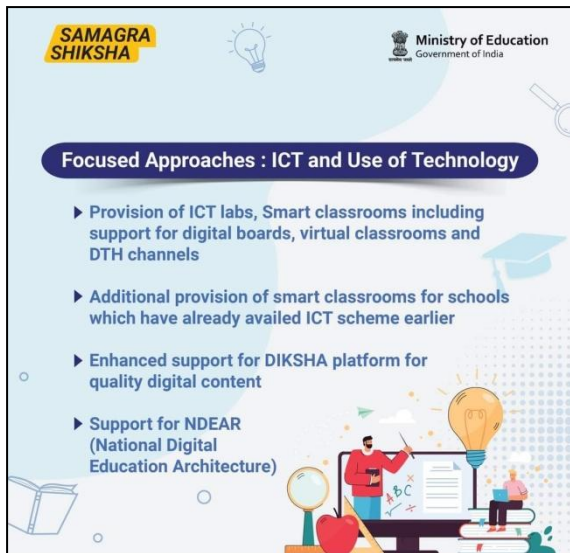 SAMAGRA
SHIKSHA
Ministry of Education
Government of India
सत्यमेव जयते
Focused Approaches : ICT and Use of Technology
Provision of ICT labs, Smart classrooms including
support for digital boards, virtual classrooms and
DTH channels
Additional provision of smart classrooms for schools
which have already availed ICT scheme earlier
Enhanced support for DIKSHA platform for
quality digital content
Support for NDEAR
(National Digital
Education Architecture)
ABC